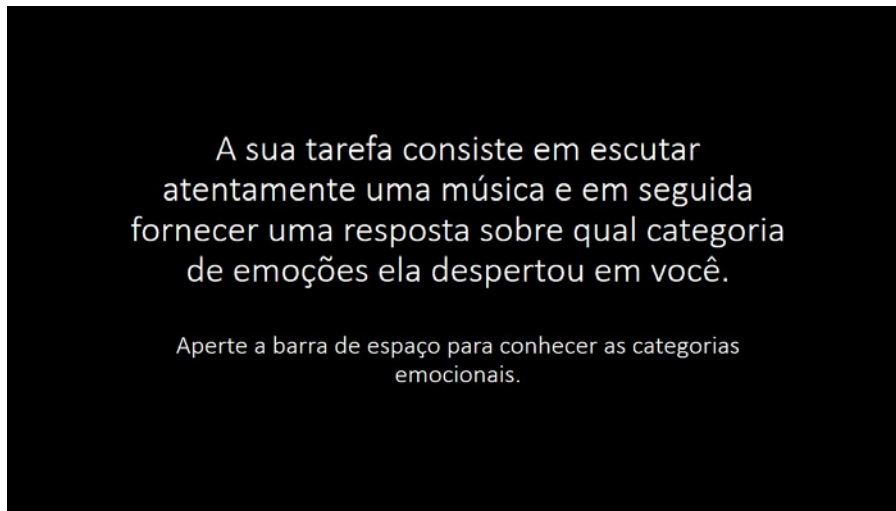 A sua tarefa consiste em escutar
atentamente uma música e em seguida
fornecer uma resposta sobre qual categoria
de emoções ela despertou em você.
Aperte a barra de espaço para conhecer as categorias
emocionais.